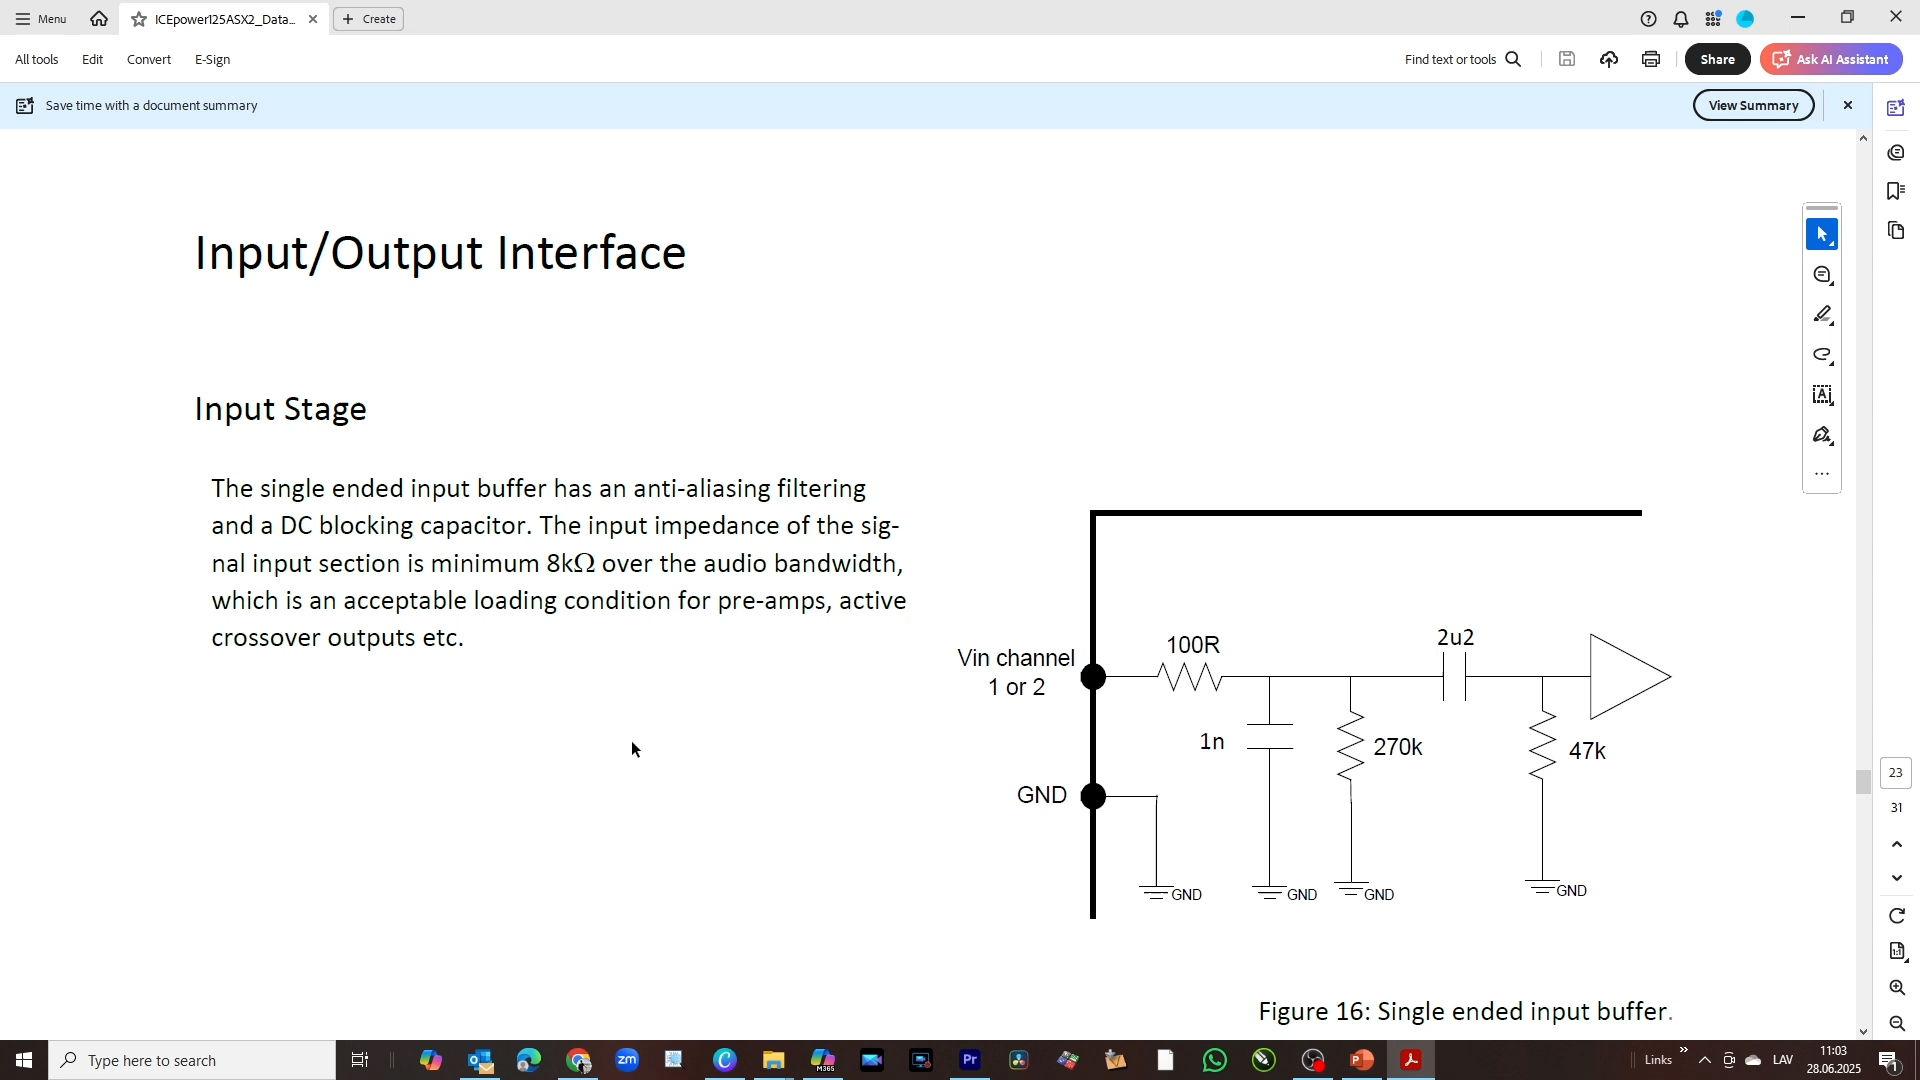 Menu
ICEpower125ASX2_Data...
Create
All tools
Edit
Convert
E-Sign
Find text or tools
Share
Ask AI Assistant
Save time with a document summary
View Summary
Input/Output Interface
Input Stage
The single ended input buffer has an anti-aliasing filtering
and a DC blocking capacitor. The input impedance of the sig-
nal input section is minimum 8kΩ over the audio bandwidth,
which is an acceptable loading condition for pre-amps, active
crossover outputs etc.
Vin channel
1 or 2
100R
2u2
1n
270k
47k
GND
GND
GND
GND
GND
Figure 16: Single ended input buffer.
23
31
Type here to search
zm
M365
Pr
Links
LAV
11:03
28.06.2025
1